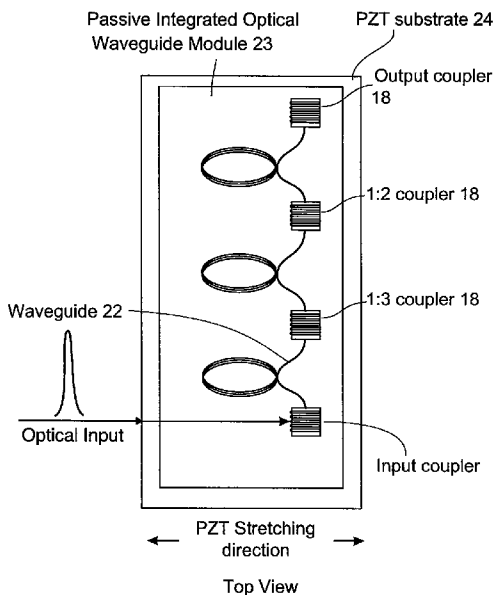 Passive Integrated Optical
Waveguide Module 23
PZT substrate 24
Output coupler
18
1:2 coupler 18
1:3 coupler 18
Waveguide 22
Optical Input
Input coupler
PZT Stretching
direction
Top View